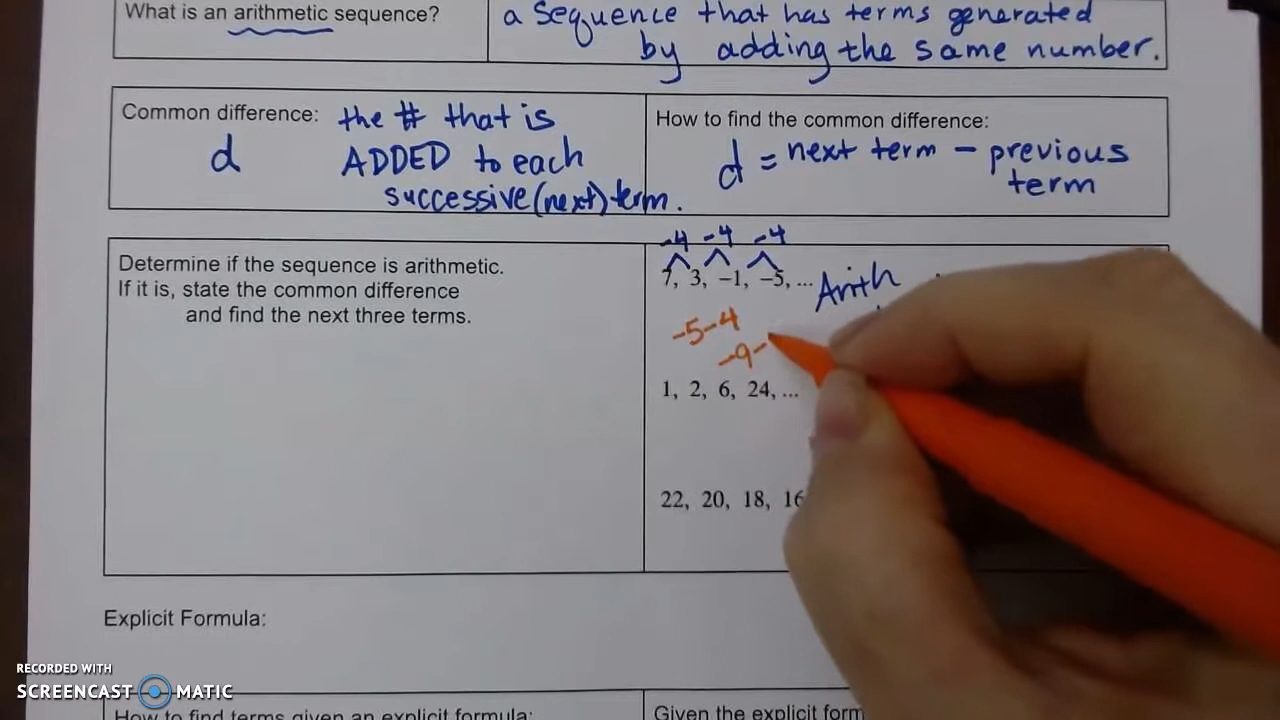 What is an arithmetic sequence?
a sequence that has terms generated
by adding the same number.
Common difference: the # that is
d ADDED to each
successive (next) term.
How to find the common difference:
d = next term - previous
term
Determine if the sequence is arithmetic.
If it is, state the common difference
and find the next three terms.
-4 -4 -4
7, 3, -1, -5, ... Arith
-5-4
-9-
1, 2, 6, 24, ...
22, 20, 18, 16
Explicit Formula:
RECORDED WITH
SCREENCAST MATIC
How to find terms given an explicit formula:
Given the explicit form